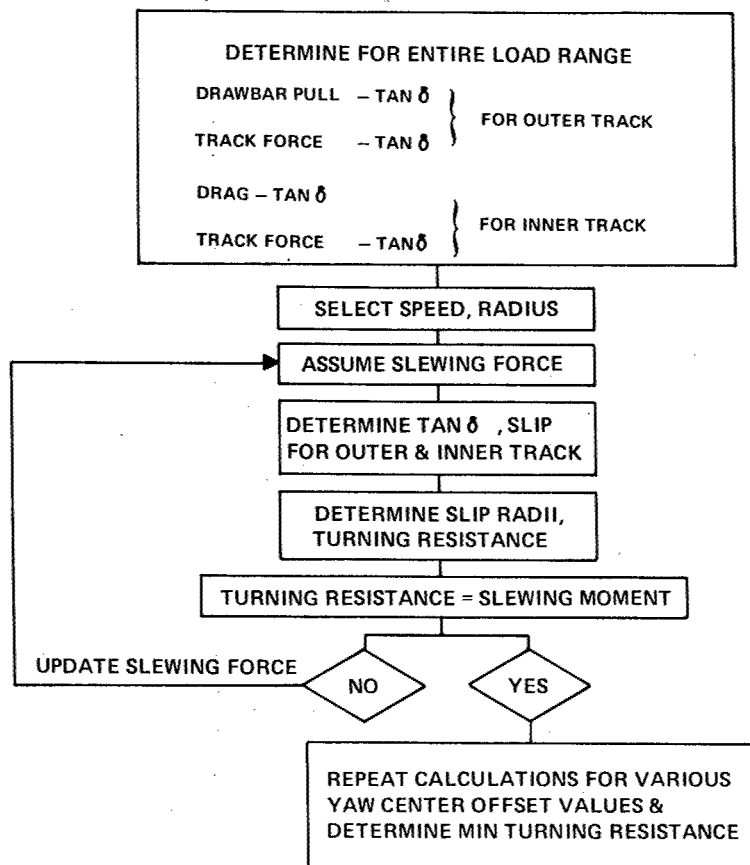 DETERMINE FOR ENTIRE LOAD RANGE
DRAWBAR PULL – TAN δ
FOR OUTER TRACK
TRACK FORCE – TAN δ
DRAG – TAN δ
FOR INNER TRACK
TRACK FORCE – TAN δ
SELECT SPEED, RADIUS
ASSUME SLEWING FORCE
DETERMINE TAN δ , SLIP
FOR OUTER & INNER TRACK
DETERMINE SLIP RADII,
TURNING RESISTANCE
TURNING RESISTANCE = SLEWING MOMENT
UPDATE SLEWING FORCE
NO
YES
REPEAT CALCULATIONS FOR VARIOUS
YAW CENTER OFFSET VALUES &
DETERMINE MIN TURNING RESISTANCE